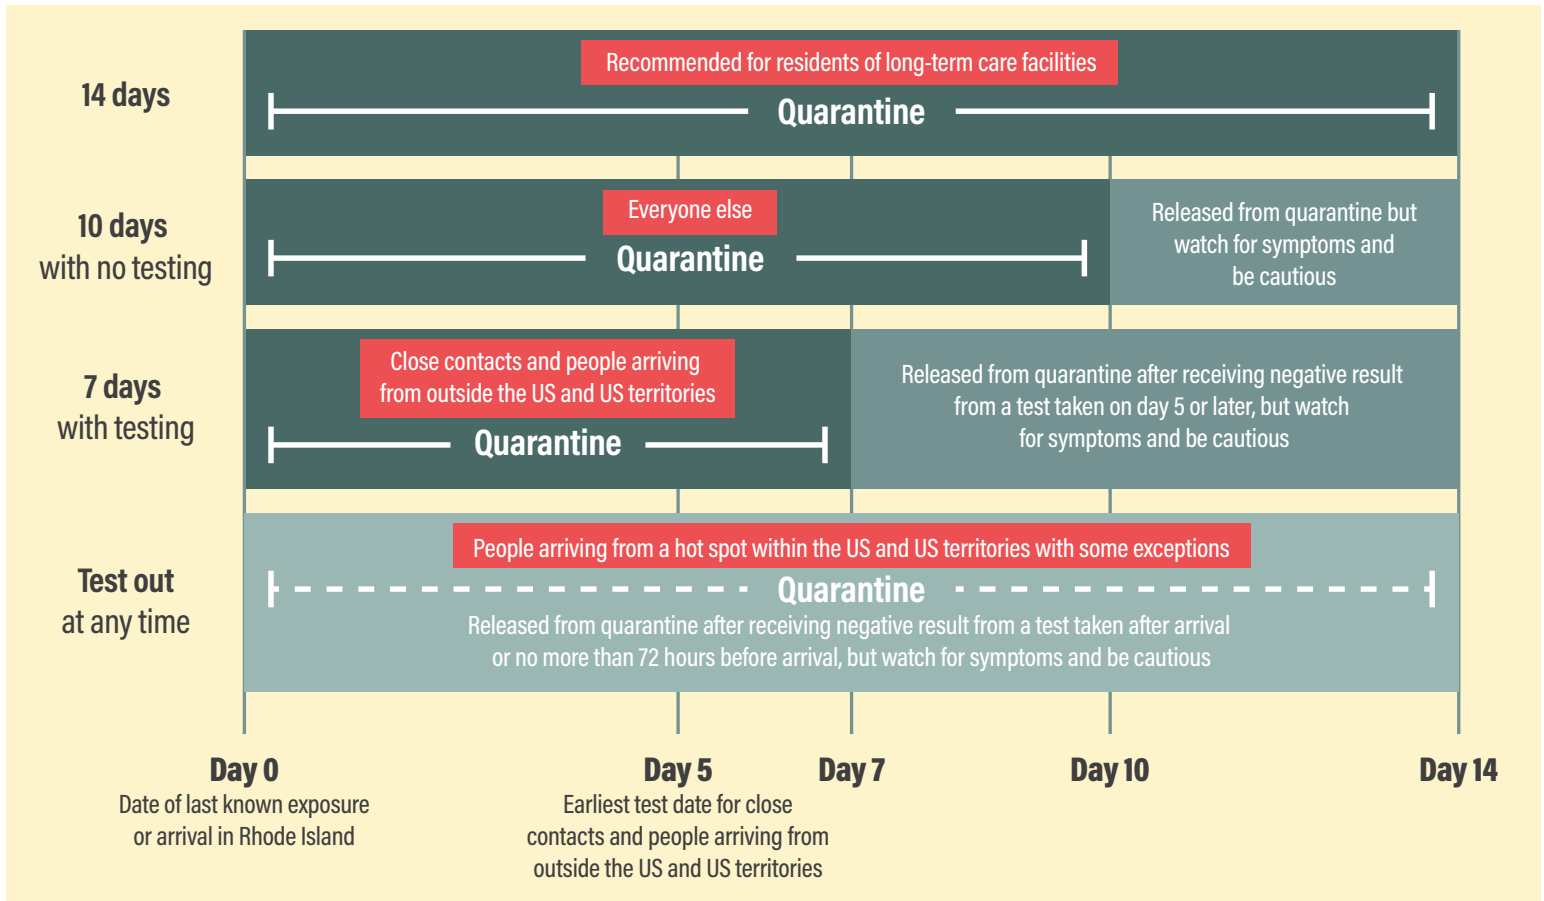 14 days
Recommended for residents of long-term care facilities
Quarantine
10 days
with no testing
Everyone else
Quarantine
Released from quarantine but
watch for symptoms and
be cautious
7 days
with testing
Close contacts and people arriving
from outside the US and US territories
Quarantine
Released from quarantine after receiving negative result
from a test taken on day 5 or later, but watch
for symptoms and be cautious
Test out
at any time
People arriving from a hot spot within the US and US territories with some exceptions
Quarantine
Released from quarantine after receiving negative result from a test taken after arrival
or no more than 72 hours before arrival, but watch for symptoms and be cautious
Day 0
Date of last known exposure
or arrival in Rhode Island
Day 5
Earliest test date for close
contacts and people arriving from
outside the US and US territories
Day 7
Day 10
Day 14